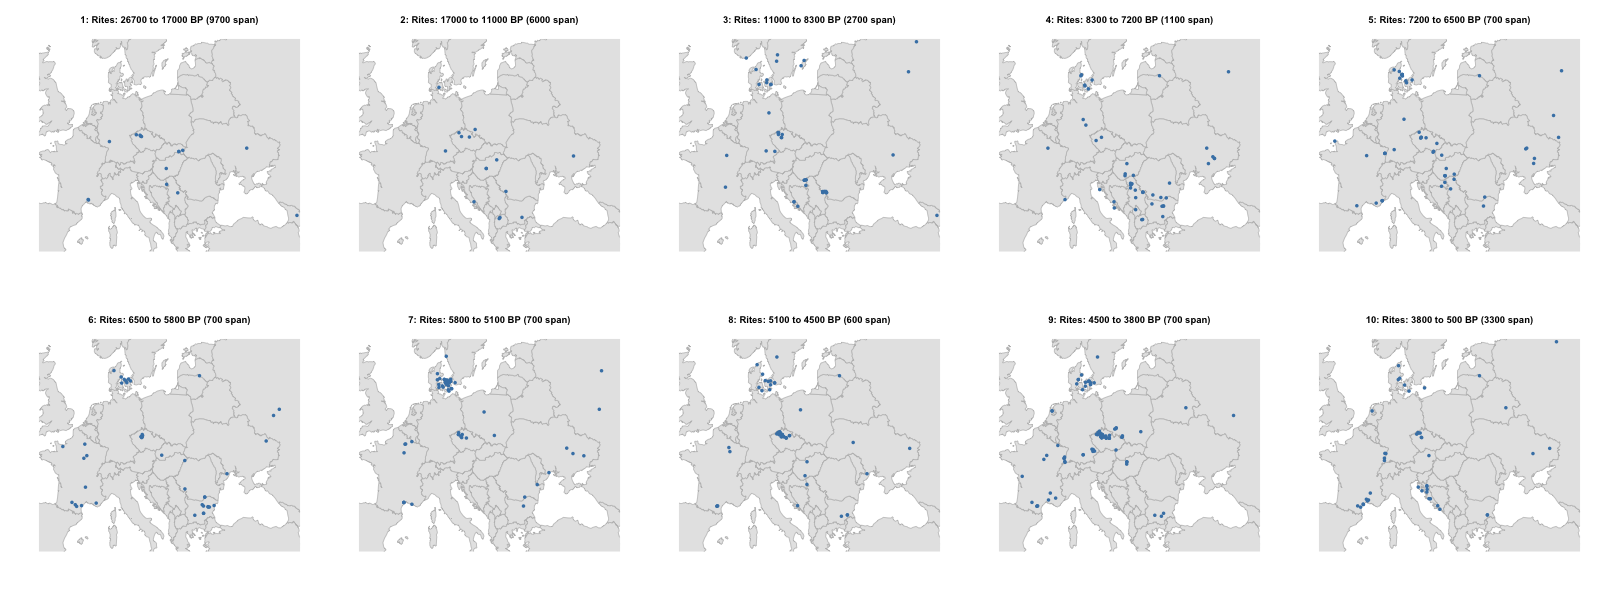 1: Rites: 26700 to 17000 BP (9700 span)
2: Rites: 17000 to 11000 BP (6000 span)
3: Rites: 11000 to 8300 BP (2700 span)
4: Rites: 8300 to 7200 BP (1100 span)
5: Rites: 7200 to 6500 BP (700 span)
6: Rites: 6500 to 5800 BP (700 span)
7: Rites: 5800 to 5100 BP (700 span)
8: Rites: 5100 to 4500 BP (600 span)
9: Rites: 4500 to 3800 BP (700 span)
10: Rites: 3800 to 500 BP (3300 span)